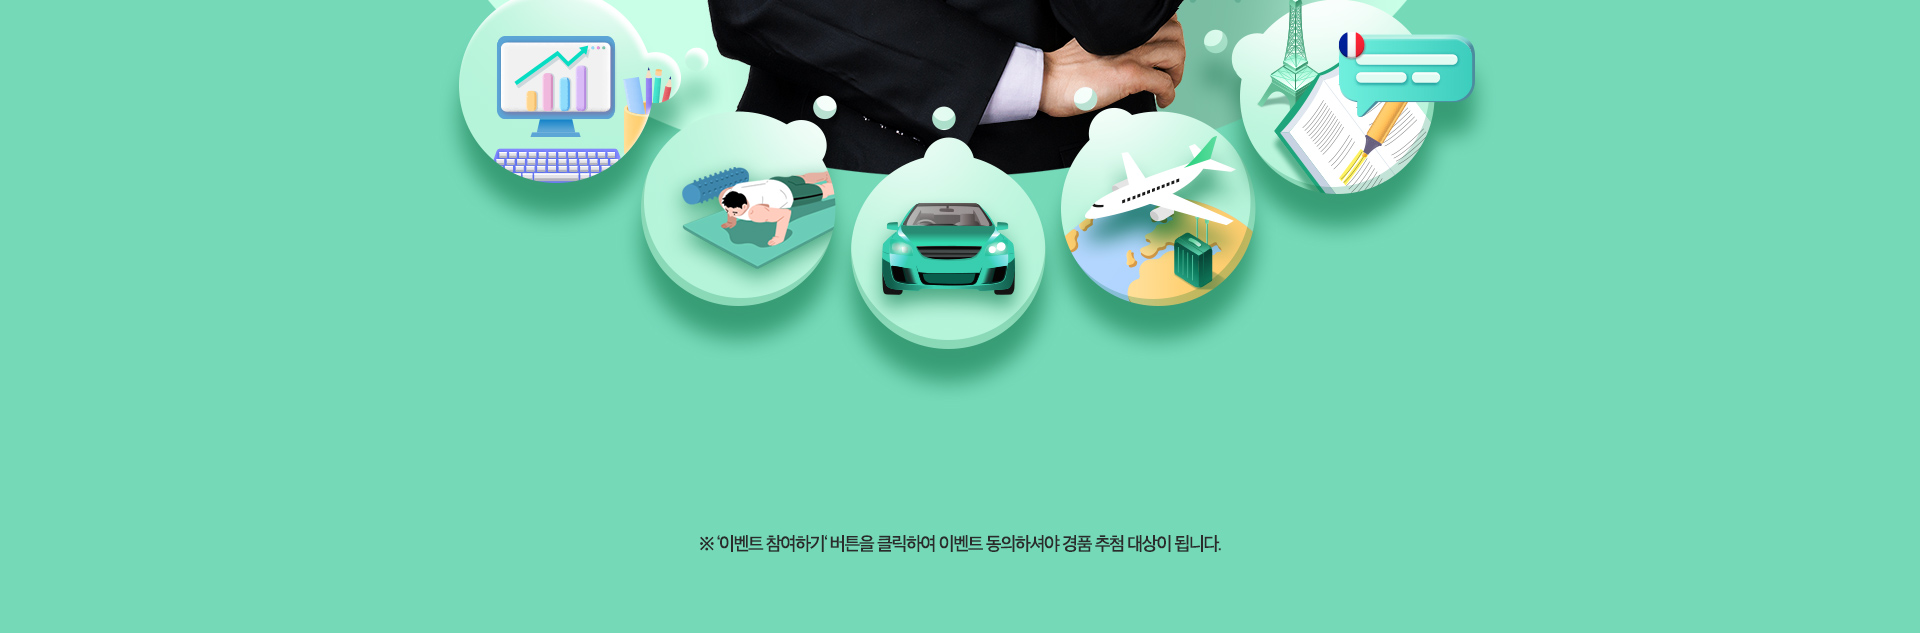 ※ ‘이벤트 참여하기‘ 버튼을 클릭하여 이벤트 동의하셔야 경품 추첨 대상이 됩니다.